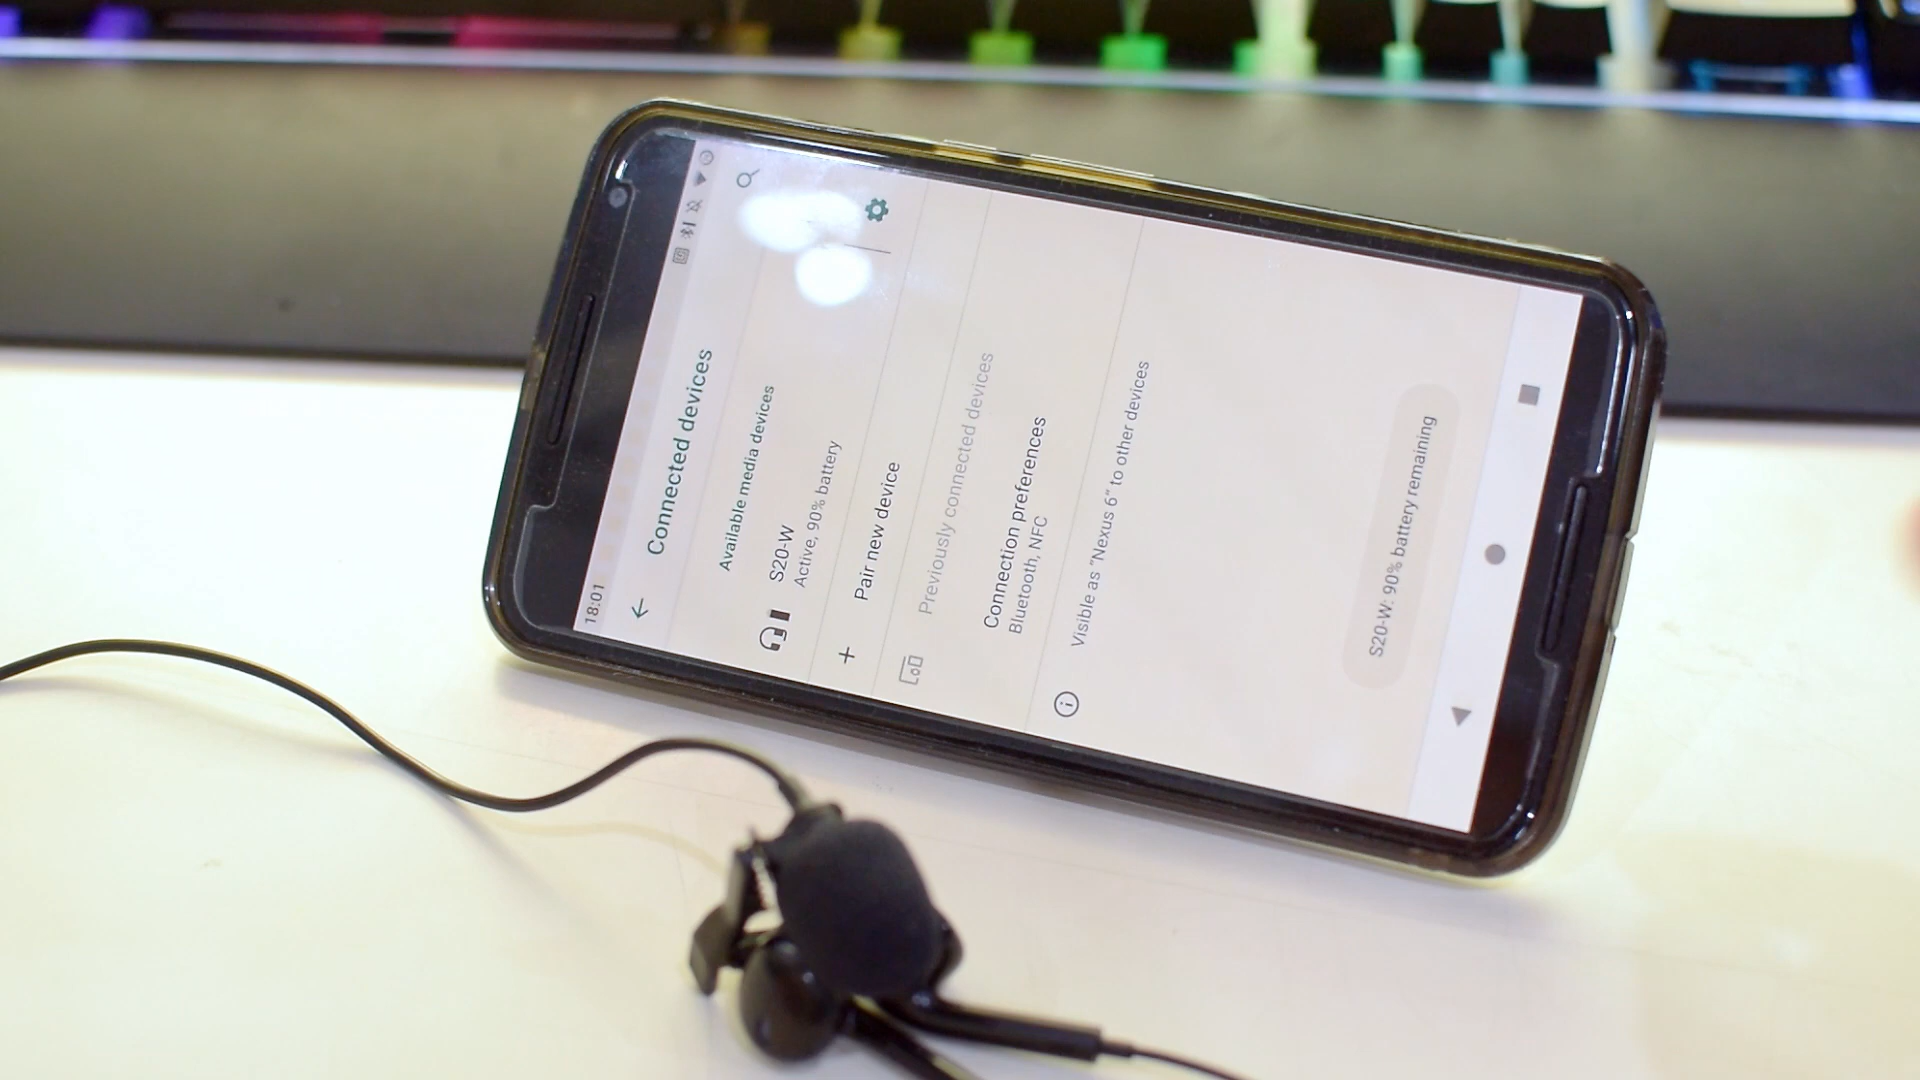 18:01
Connected devices
Available media devices
S20-W
Active, 90% battery
Pair new device
Previously connected devices
Connection preferences
Bluetooth, NFC
Visible as “Nexus 6” to other devices
S20-W: 90% battery remaining